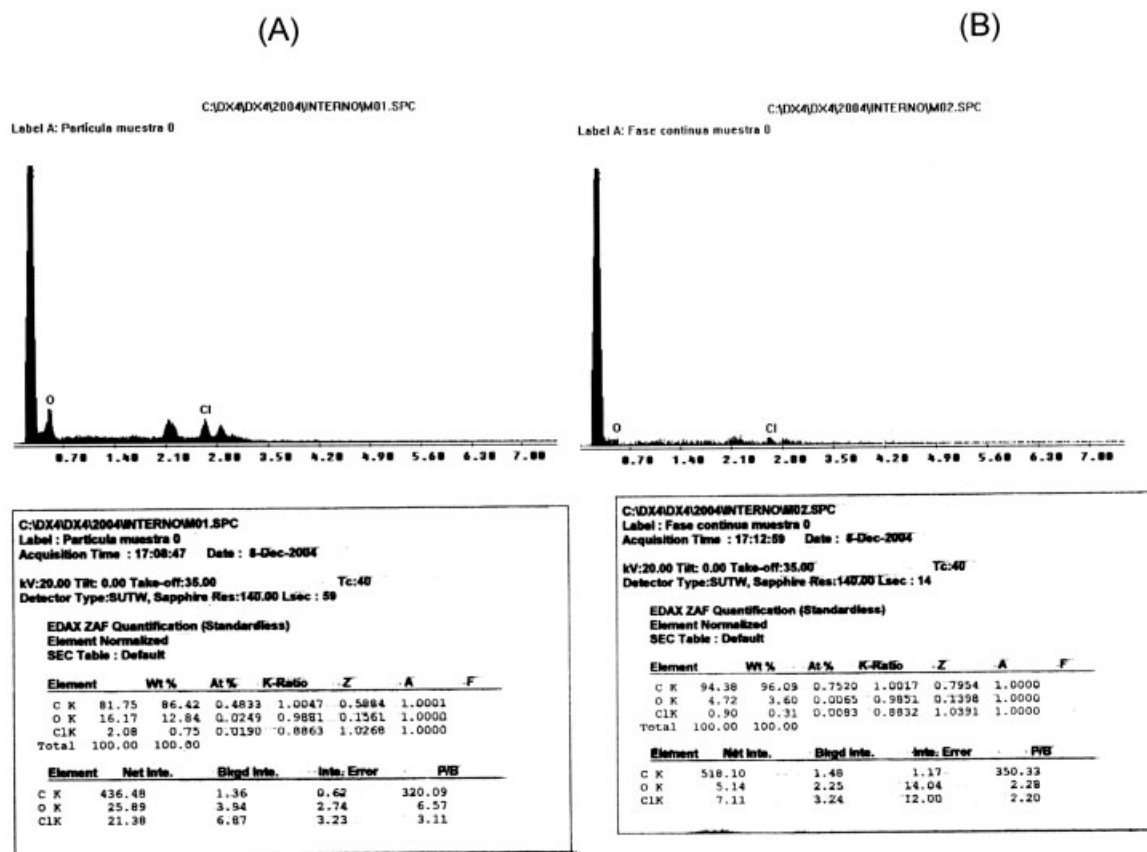 (A)
C:\DX4\DX4\2004\INTERNO\M01.SPC
Label A: Partícula muestra 0
O
Cl
0.70 1.40 2.10 2.80 3.50 4.20 4.90 5.60 6.30 7.00
C:\DX4\DX4\2004\INTERNO\M01.SPC
Label : Partícula muestra 0
Acquisition Time : 17:08:47 Date : 8-Dec-2004
kV:20.00 Tilt: 0.00 Take-off:35.00 Tc:40
Detector Type:SUTW, Sapphire Res:140.00 Lsec : 59
EDAX ZAF Quantification (Standardless)
Element Normalized
SEC Table : Default
Element Wt % At % K-Ratio Z A F
C K 81.75 86.42 0.4833 1.0047 0.5884 1.0001
O K 16.17 12.84 0.0249 0.9881 0.1561 1.0000
ClK 2.08 0.75 0.0190 0.8863 1.0268 1.0000
Total 100.00 100.00
Element Net Inte. Bkgd Inte. Inte. Error P/B
C K 436.48 1.36 0.62 320.09
O K 25.89 3.94 2.74 6.57
ClK 21.38 6.87 3.23 3.11
(B)
C:\DX4\DX4\2004\INTERNO\M02.SPC
Label A: Fase continua muestra 0
O
Cl
0.70 1.40 2.10 2.80 3.50 4.20 4.90 5.60 6.30 7.00
C:\DX4\DX4\2004\INTERNO\M02.SPC
Label : Fase continua muestra 0
Acquisition Time : 17:12:59 Date : 8-Dec-2004
kV:20.00 Tilt: 0.00 Take-off:35.00 Tc:40
Detector Type:SUTW, Sapphire Res:140.00 Lsec : 14
EDAX ZAF Quantification (Standardless)
Element Normalized
SEC Table : Default
Element Wt % At % K-Ratio Z A F
C K 94.38 96.09 0.7520 1.0017 0.7954 1.0000
O K 4.72 3.60 0.0065 0.9851 0.1398 1.0000
ClK 0.90 0.31 0.0083 0.8832 1.0391 1.0000
Total 100.00 100.00
Element Net Inte. Bkgd Inte. Inte. Error P/B
C K 518.10 1.48 1.17 350.33
O K 5.14 2.25 14.04 2.28
ClK 7.11 3.24 12.00 2.20